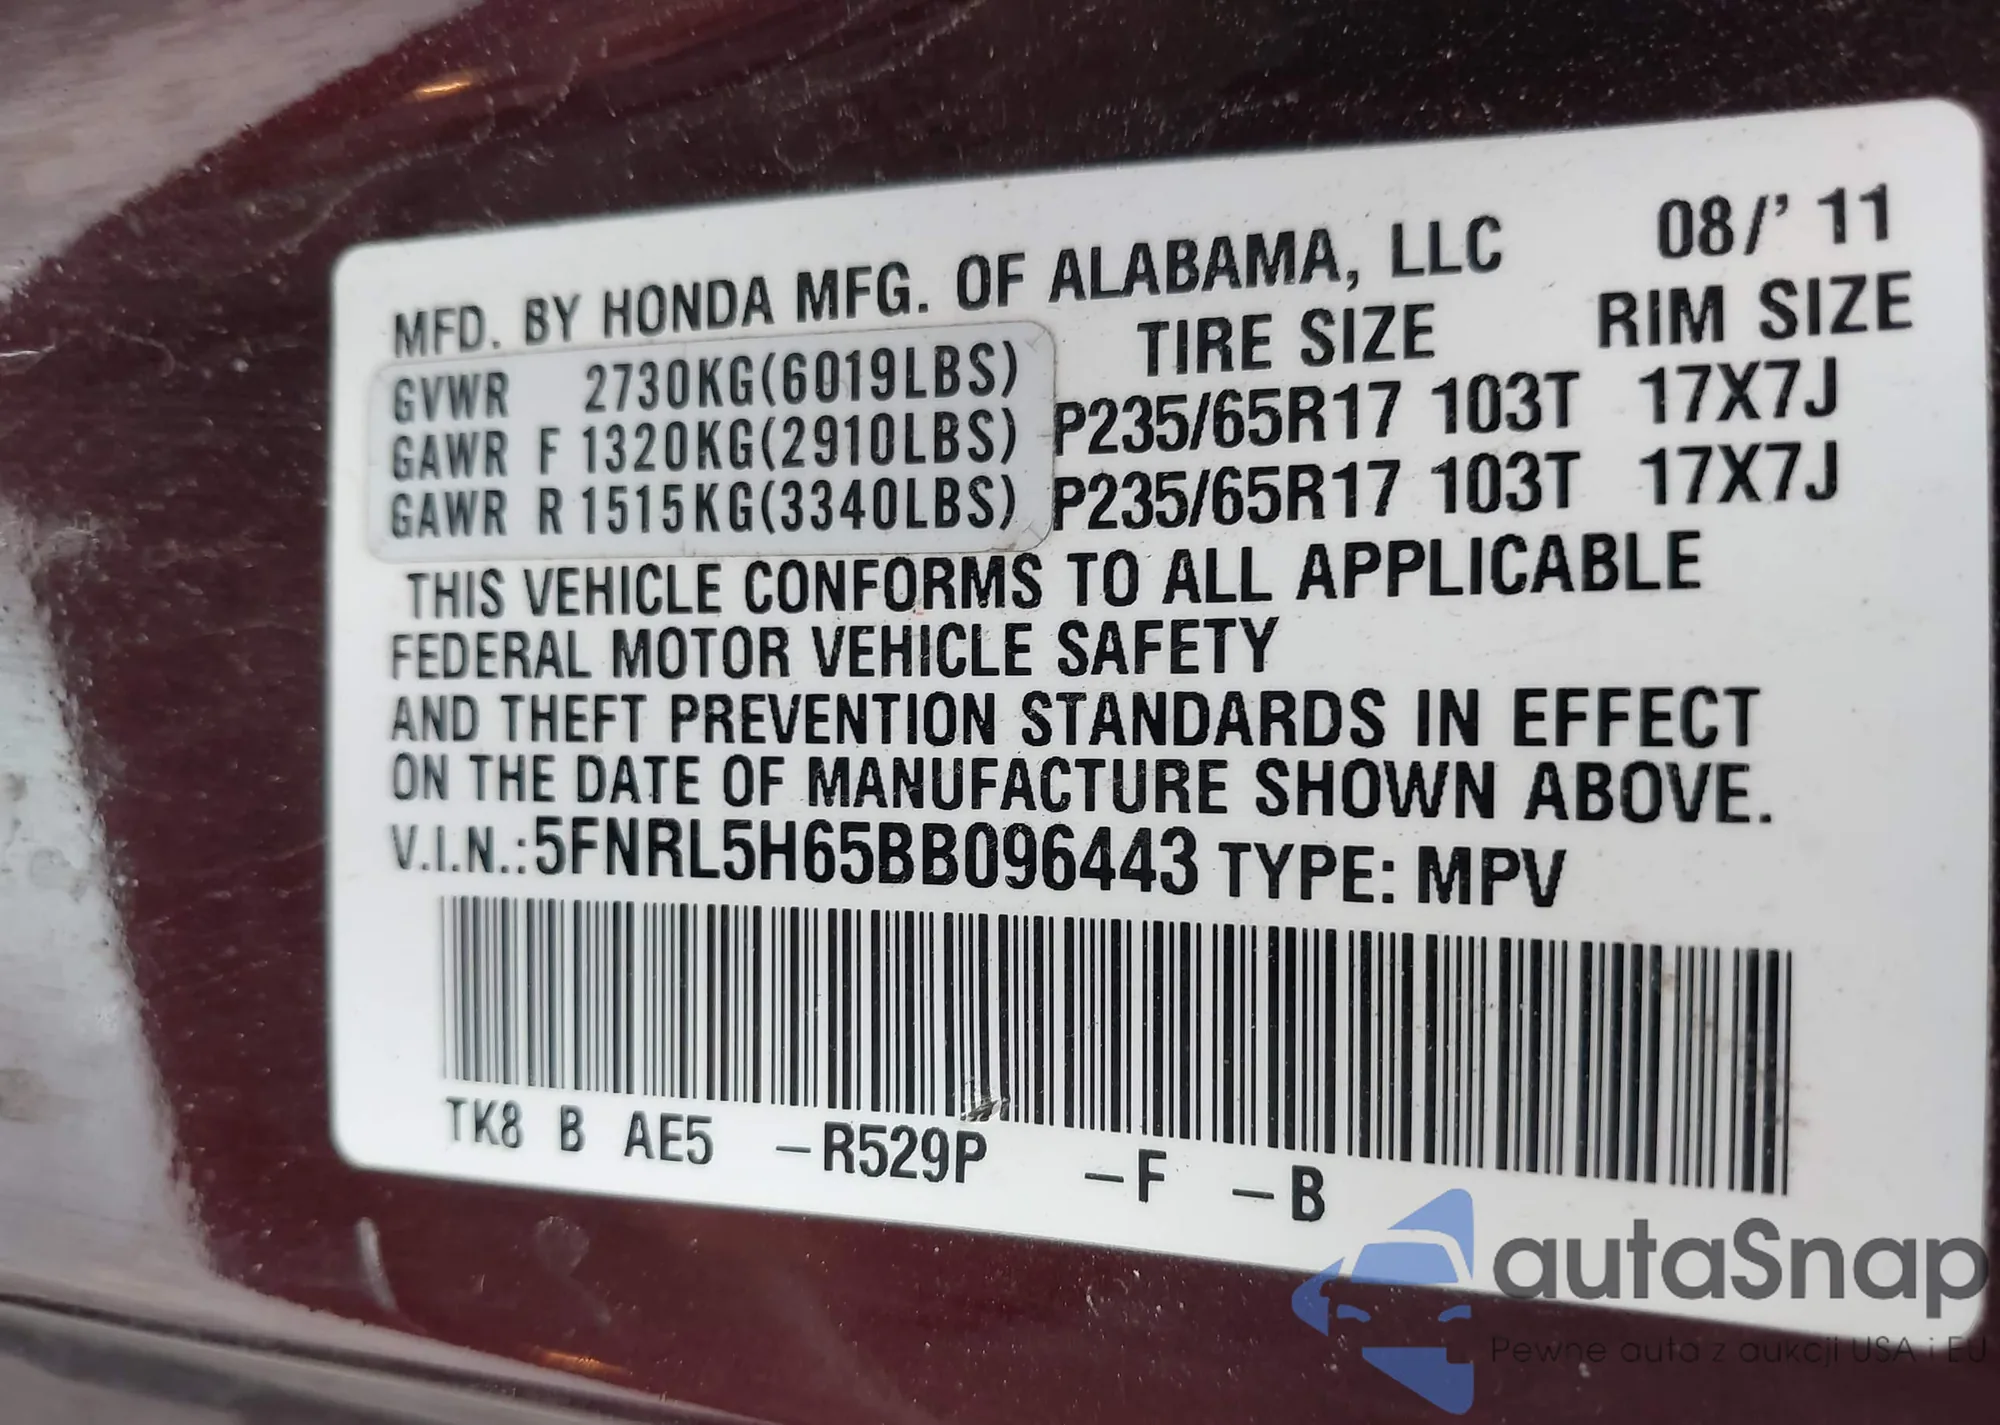 MFD. BY HONDA MFG. OF ALABAMA, LLC 08/' 11
TIRE SIZE RIM SIZE
GVWR 2730KG(6019LBS)
GAWR F 1320KG(2910LBS) P235/65R17 103T 17X7J
GAWR R 1515KG(3340LBS) P235/65R17 103T 17X7J
THIS VEHICLE CONFORMS TO ALL APPLICABLE
FEDERAL MOTOR VEHICLE SAFETY
AND THEFT PREVENTION STANDARDS IN EFFECT
ON THE DATE OF MANUFACTURE SHOWN ABOVE.
V.I.N.:5FNRL5H65BB096443 TYPE: MPV
TK8 B AE5 –R529P –F –B
autaSnap
Pewne auta z aukcji USA i EU